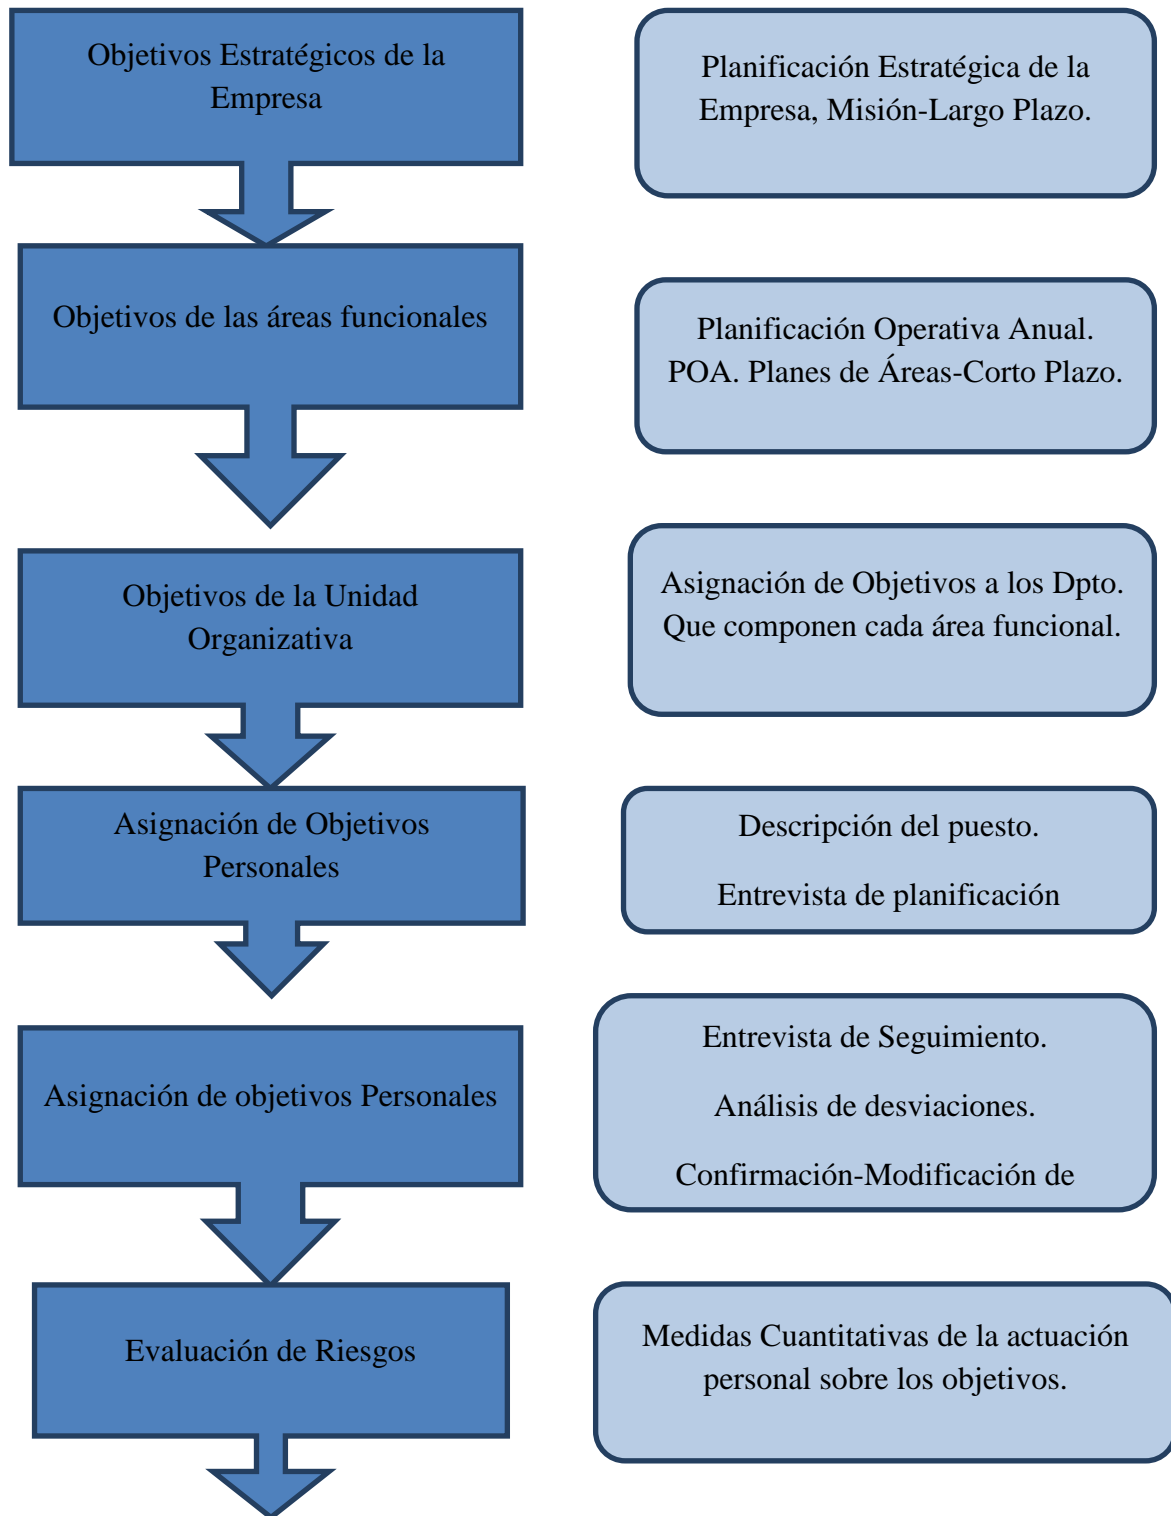 Objetivos Estratégicos de la
Empresa
Planificación Estratégica de la
Empresa, Misión-Largo Plazo.
Objetivos de las áreas funcionales
Planificación Operativa Anual.
POA. Planes de Áreas-Corto Plazo.
Objetivos de la Unidad
Organizativa
Asignación de Objetivos a los Dpto.
Que componen cada área funcional.
Asignación de Objetivos
Personales
Descripción del puesto.
Entrevista de planificación
Asignación de objetivos Personales
Entrevista de Seguimiento.
Análisis de desviaciones.
Confirmación-Modificación de
Evaluación de Riesgos
Medidas Cuantitativas de la actuación
personal sobre los objetivos.